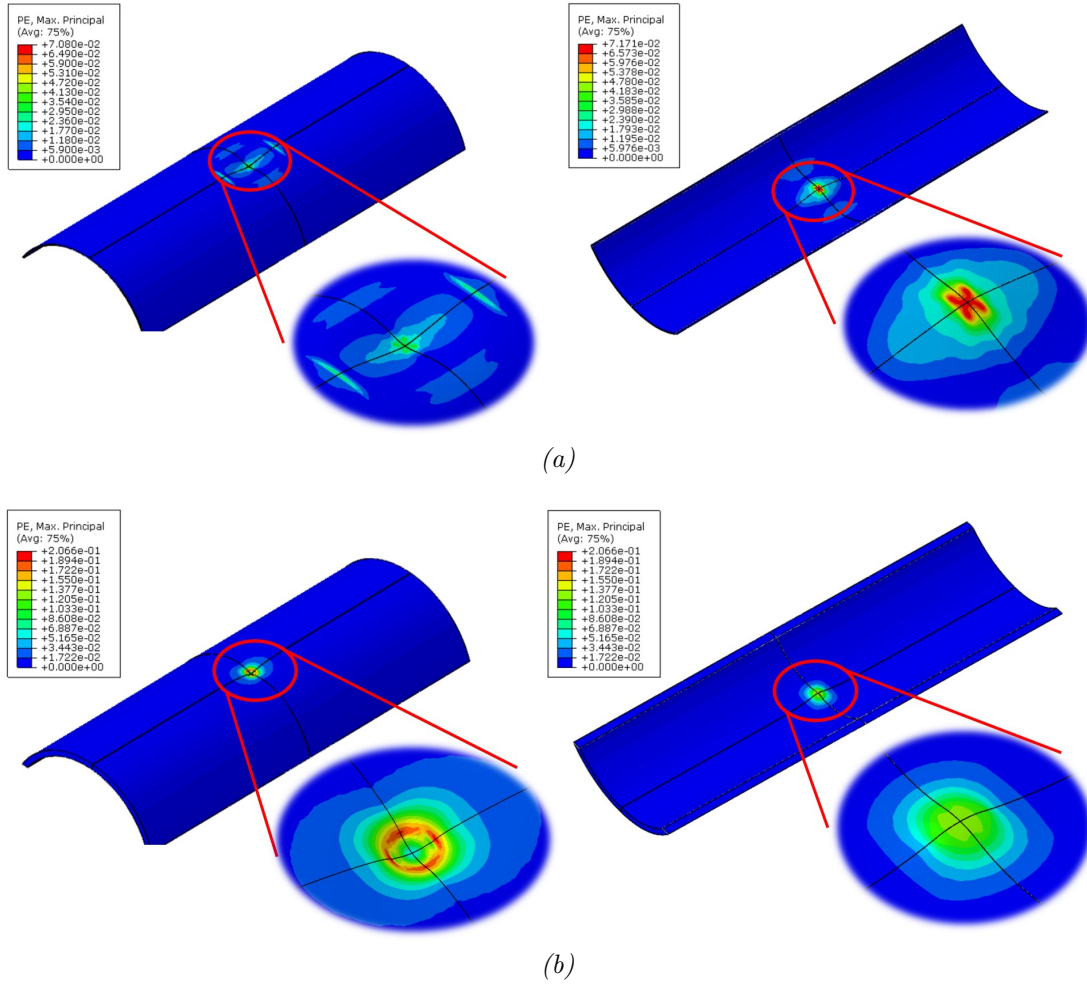 PE, Max. Principal
(Avg: 75%)
+7.080e-02
+6.490e-02
+5.900e-02
+5.310e-02
+4.720e-02
+4.130e-02
+3.540e-02
+2.950e-02
+2.360e-02
+1.770e-02
+1.180e-02
+5.900e-03
+0.000e+00
PE, Max. Principal
(Avg: 75%)
+7.171e-02
+6.573e-02
+5.976e-02
+5.378e-02
+4.780e-02
+4.183e-02
+3.585e-02
+2.988e-02
+2.390e-02
+1.793e-02
+1.195e-02
+5.976e-03
+0.000e+00
(a)
PE, Max. Principal
(Avg: 75%)
+2.066e-01
+1.894e-01
+1.722e-01
+1.550e-01
+1.377e-01
+1.205e-01
+1.033e-01
+8.608e-02
+6.887e-02
+5.165e-02
+3.443e-02
+1.722e-02
+0.000e+00
PE, Max. Principal
(Avg: 75%)
+2.066e-01
+1.894e-01
+1.722e-01
+1.550e-01
+1.377e-01
+1.205e-01
+1.033e-01
+8.608e-02
+6.887e-02
+5.165e-02
+3.443e-02
+1.722e-02
+0.000e+00
(b)